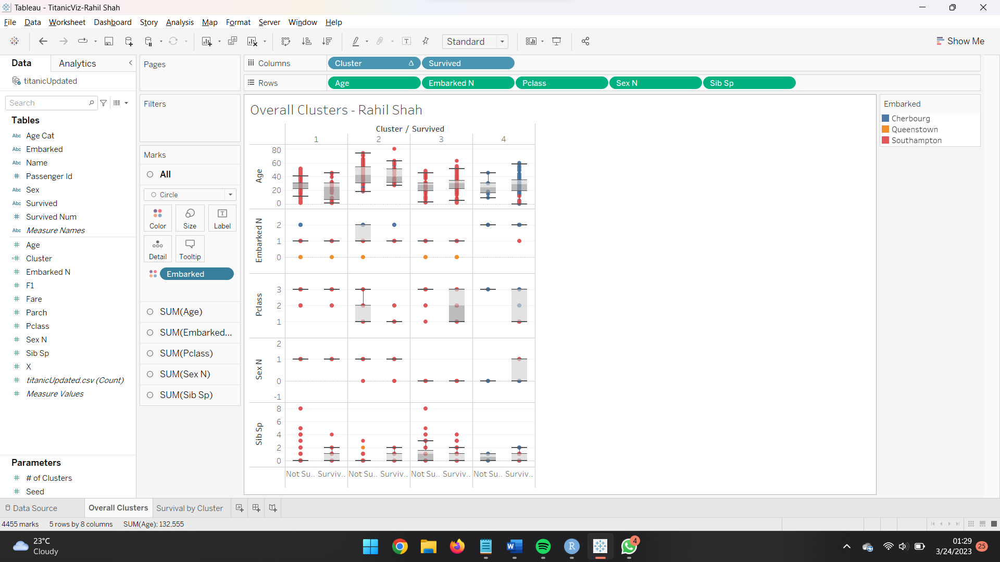 Tableau - TitanicViz-Rahil Shah
File Data Worksheet Dashboard Story Analysis Map Format Server Window Help
Standard
Show Me
Data
Analytics
titanicUpdated
Search
Tables
Abc Age Cat
Abc Embarked
Abc Name
# Passenger Id
Abc Sex
Abc Survived
# Survived Num
Abc Measure Names
# Age
=# Cluster
# Embarked N
# F1
# Fare
# Parch
# Pclass
# Sex N
# Sib Sp
# X
# titanicUpdated.csv (Count)
# Measure Values
Parameters
# # of Clusters
# Seed
Pages
Filters
Marks
All
Circle
Color Size Label
Detail Tooltip
Embarked
SUM(Age)
SUM(Embarked...
SUM(Pclass)
SUM(Sex N)
SUM(Sib Sp)
Columns Cluster Δ Survived
Rows Age Embarked N Pclass Sex N Sib Sp
Overall Clusters - Rahil Shah
Cluster / Survived
1 2 3 4
Age
80
60
40
20
0
Embarked N
2
1
0
Pclass
3
2
1
Sex N
2
1
0
-1
Sib Sp
8
6
4
2
0
Not Su.. Surviv.. Not Su.. Surviv.. Not Su.. Surviv.. Not Su.. Surviv..
Embarked
Cherbourg
Queenstown
Southampton
Data Source Overall Clusters Survival by Cluster
4455 marks 5 rows by 8 columns SUM(Age): 132,555
23°C
Cloudy
W
R
4
01:29
3/24/2023
25